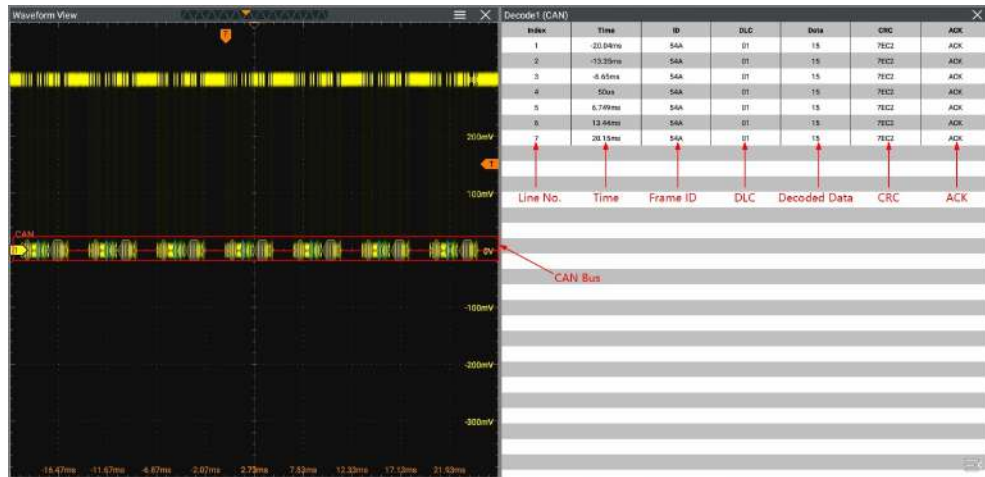 Waveform View
Decode1 (CAN)
Index Time ID DLC Data CRC ACK
1 -20.04ms 54A 01 15 7EC2 ACK
2 -13.35ms 54A 01 15 7EC2 ACK
3 -6.65ms 54A 01 15 7EC2 ACK
4 50us 54A 01 15 7EC2 ACK
5 6.749ms 54A 01 15 7EC2 ACK
6 13.44ms 54A 01 15 7EC2 ACK
7 20.15ms 54A 01 15 7EC2 ACK
Line No. Time Frame ID DLC Decoded Data CRC ACK
T
200mV
T
100mV
CAN
1
0V
CAN Bus
-100mV
-200mV
-300mV
-16.47ms -11.67ms -6.87ms -2.07ms 2.73ms 7.53ms 12.33ms 17.13ms 21.93ms